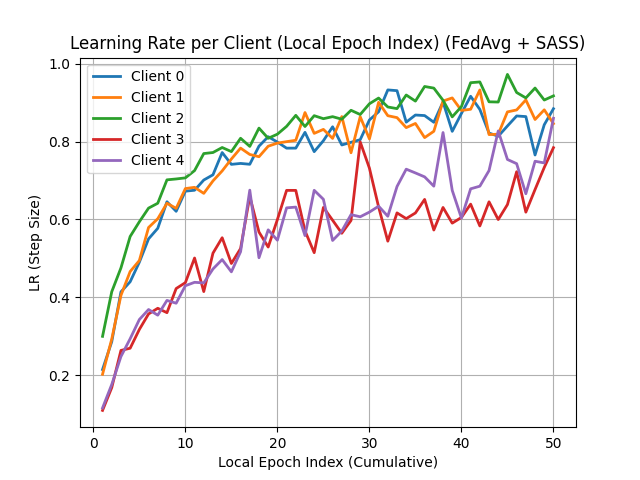 Learning Rate per Client (Local Epoch Index) (FedAvg + SASS)
Client 0
Client 1
Client 2
Client 3
Client 4
LR (Step Size)
1.0
0.8
0.6
0.4
0.2
0 10 20 30 40 50
Local Epoch Index (Cumulative)